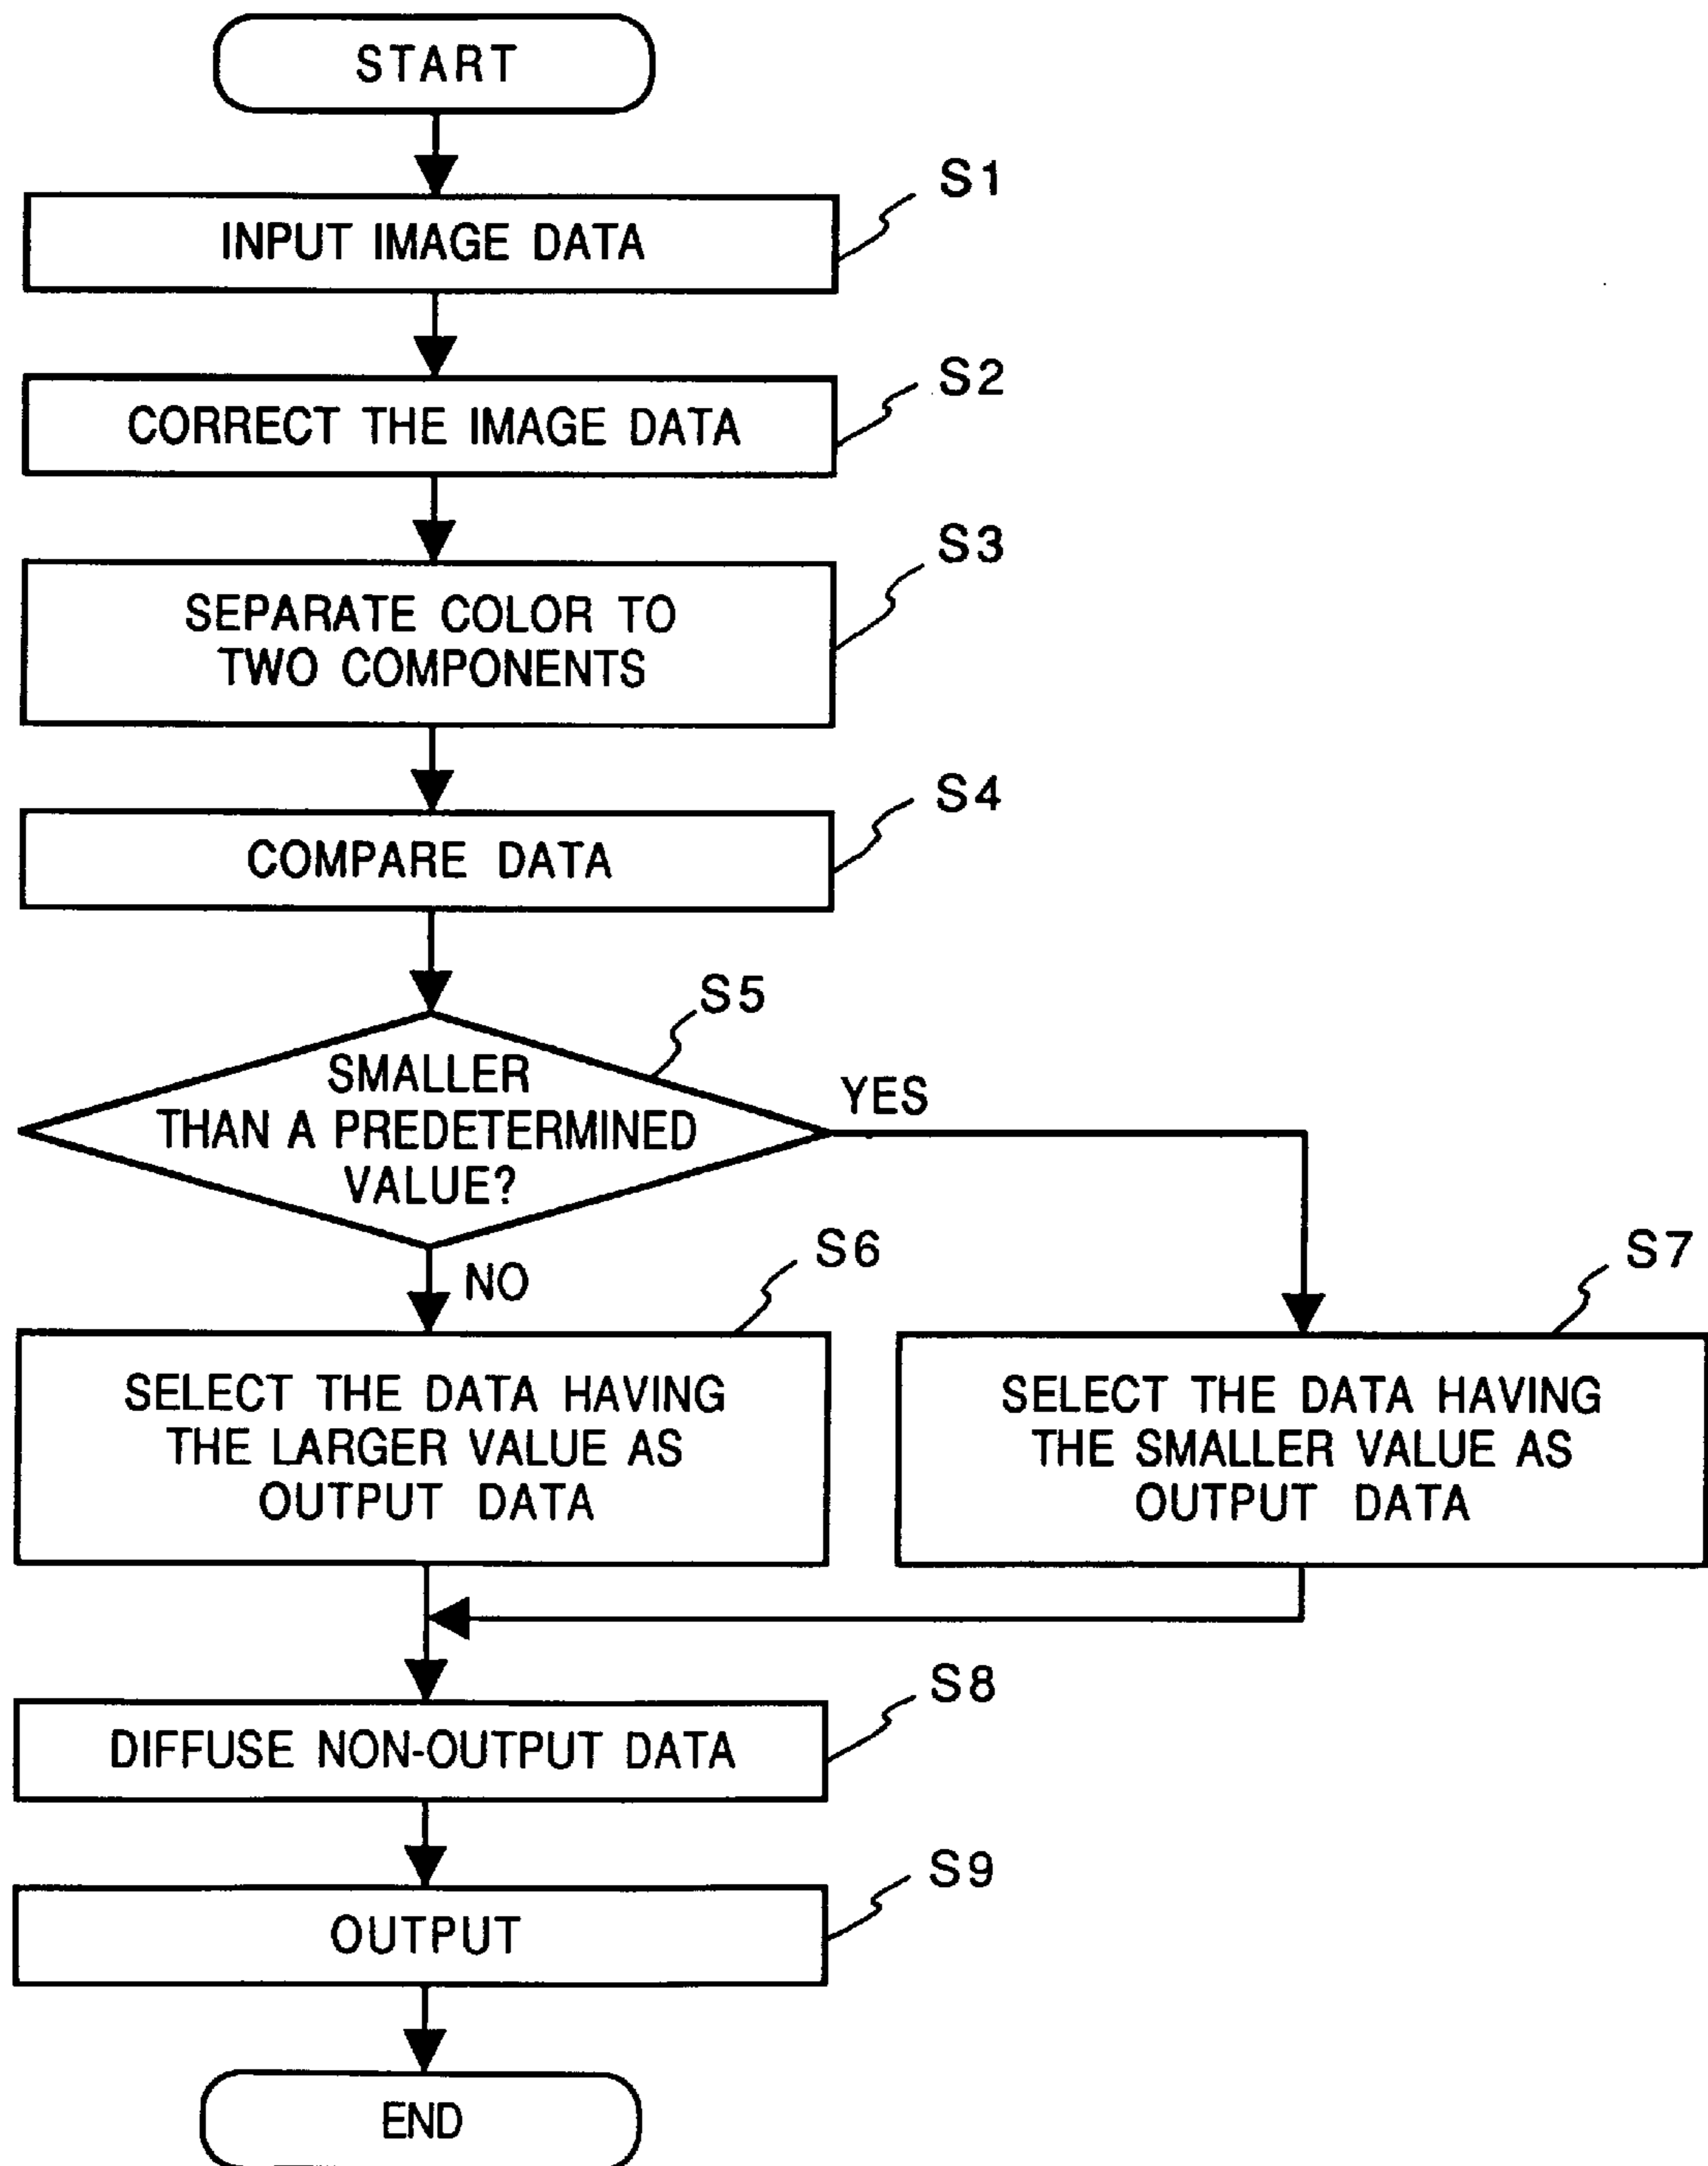 START
S1
INPUT IMAGE DATA
S2
CORRECT THE IMAGE DATA
S3
SEPARATE COLOR TO
TWO COMPONENTS
S4
COMPARE DATA
S5
SMALLER
THAN A PREDETERMINED
VALUE?
YES
NO
S6
SELECT THE DATA HAVING
THE LARGER VALUE AS
OUTPUT DATA
S7
SELECT THE DATA HAVING
THE SMALLER VALUE AS
OUTPUT DATA
S8
DIFFUSE NON-OUTPUT DATA
S9
OUTPUT
END